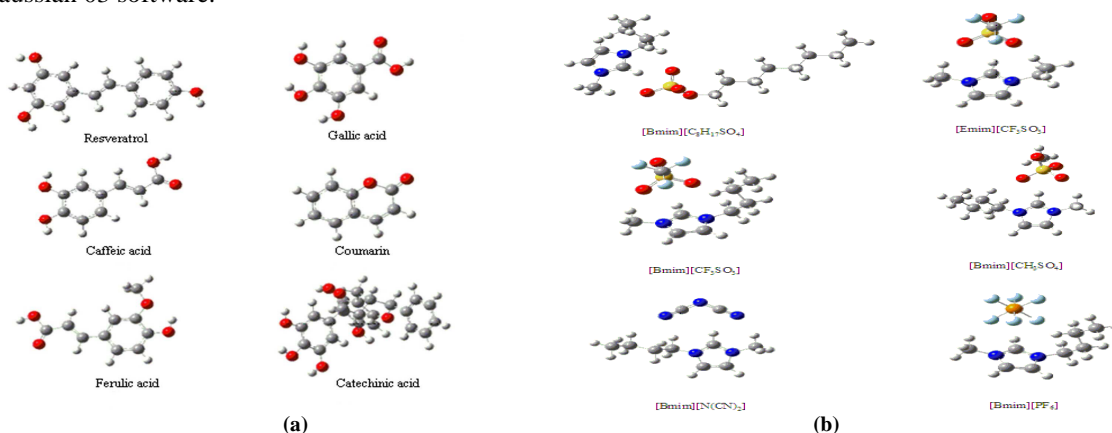 Gaussian 03 software.
Resveratrol
Gallic acid
Caffeic acid
Coumarin
Ferulic acid
Catechinic acid
(a)
[Bmim][C₈H₁₇SO₄]
[Emim][CF₃SO₃]
[Bmim][CF₃SO₃]
[Bmim][CH₃SO₄]
[Bmim][N(CN)₂]
[Bmim][PF₆]
(b)